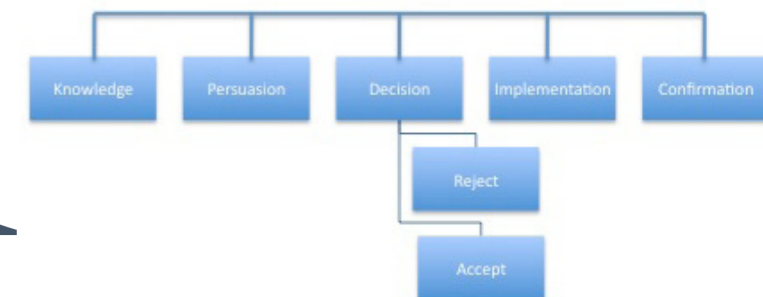 Knowledge
Persuasion
Decision
Implementation
Confirmation
Reject
Accept